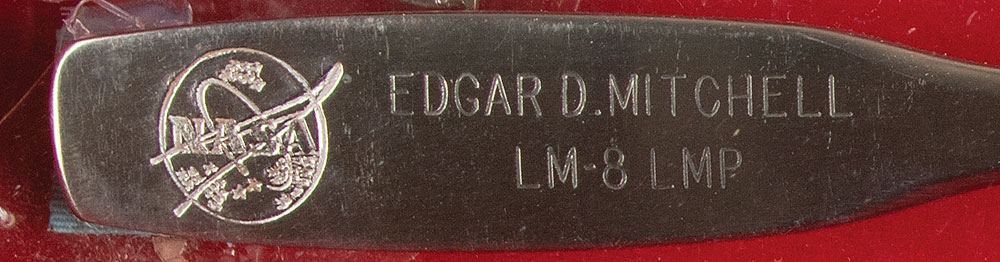 NASA
EDGAR D. MITCHELL
LM-8 LMP